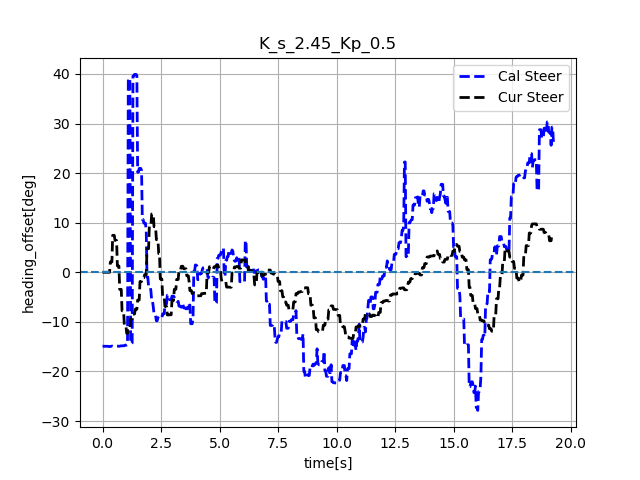 K_s_2.45_Kp_0.5
Cal Steer
Cur Steer
heading_offset[deg]
40
30
20
10
0
−10
−20
−30
0.0 2.5 5.0 7.5 10.0 12.5 15.0 17.5 20.0
time[s]